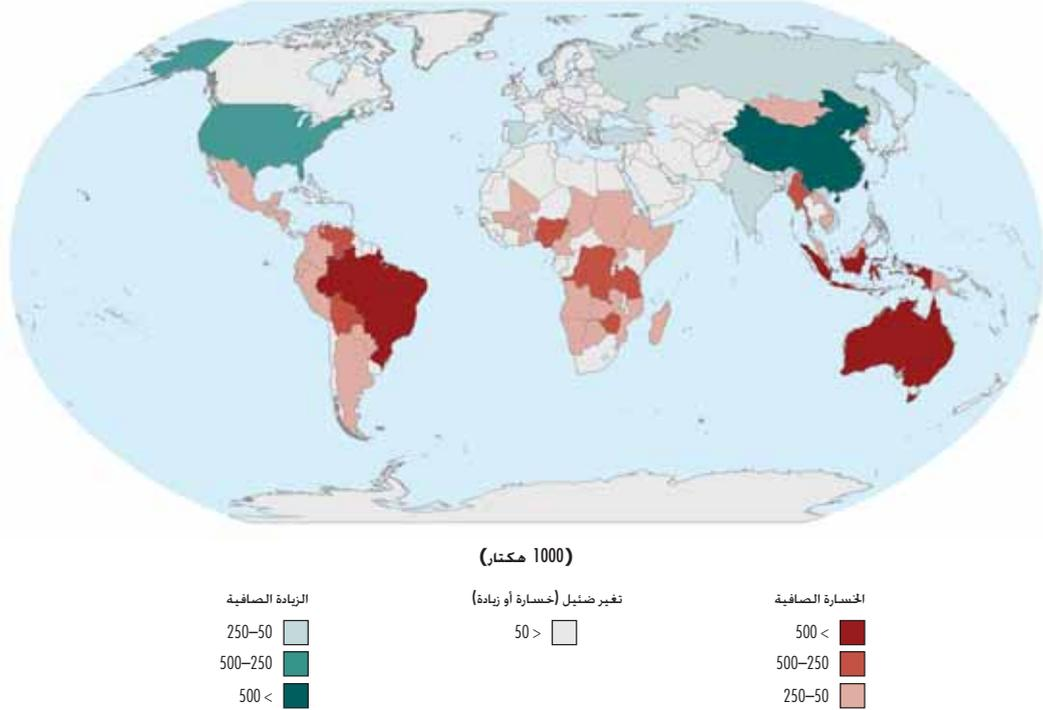 (1000 هكتار)
الخسارة الصافية
500 <
500–250
250–50
تغير ضئيل (خسارة أو زيادة)
50 >
الزيادة الصافية
250–50
500–250
500 <